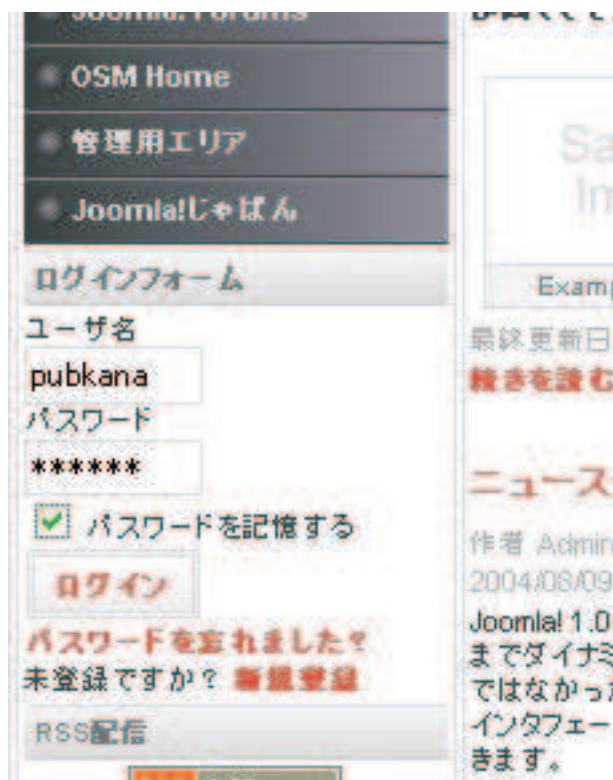 Joomla! Forums
OSM Home
管理用エリア
Joomla!じゃぱん
ログインフォーム
ユーザ名
pubkana
パスワード
******
パスワードを記憶する
ログイン
パスワードを忘れました?
未登録ですか? 新規登録
RSS配信
Sa
Im
Examp
最終更新日
続きを読む
ニュース
作者 Admin
2004/08/09
Joomla! 1.0
までダイナミ
ではなかった
インタフェー
きます。